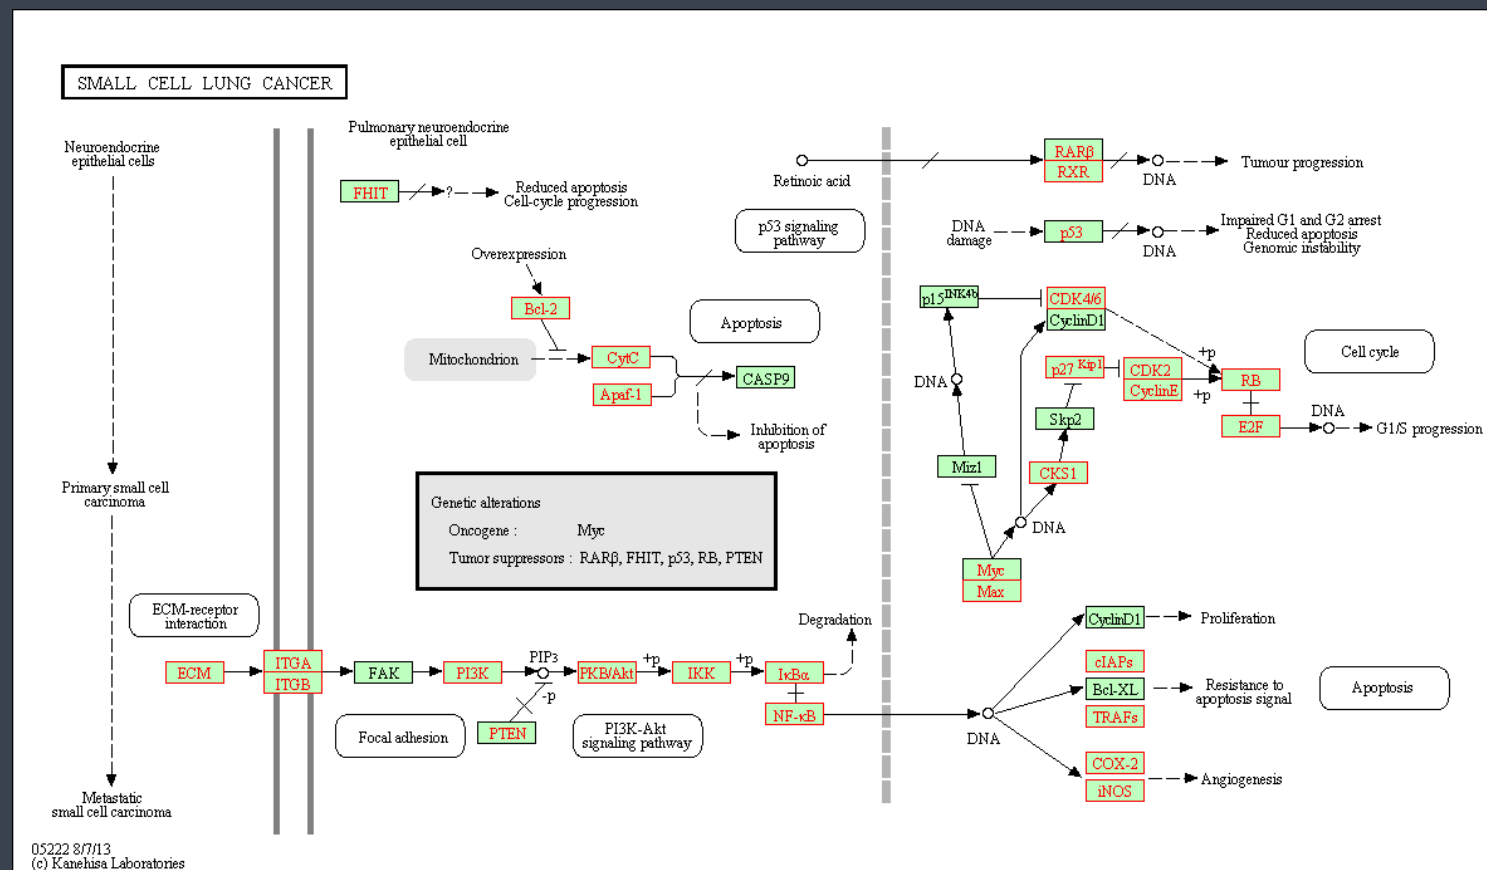 SMALL CELL LUNG CANCER
Neuroendocrine
epithelial cells
Primary small cell
carcinoma
Metastatic
small cell carcinoma
Pulmonary neuroendocrine
epithelial cell
FHIT
?
Reduced apoptosis
Cell-cycle progression
Overexpression
Bcl-2
Mitochondrion
CytC
Apaf-1
CASP9
Apoptosis
Inhibition of
apoptosis
Retinoic acid
RARβ
RXR
DNA
Tumour progression
p53 signaling
pathway
DNA
damage
p53
DNA
Impaired G1 and G2 arrest
Reduced apoptosis
Genomic instability
p15INK4b
CDK4/6
CyclinD1
Cell cycle
+p
p27 Kip1
CDK2
CyclinE
+p
RB
DNA
Skp2
E2F
DNA
G1/S progression
Miz1
CKS1
DNA
Myc
Max
Genetic alterations
Oncogene : Myc
Tumor suppressors : RARβ, FHIT, p53, RB, PTEN
ECM-receptor
interaction
ECM
ITGA
ITGB
FAK
PI3K
PIP3
-p
PTEN
PKB/Akt
+p
IKK
+p
IκBα
NF-κB
Degradation
Focal adhesion
PI3K-Akt
signaling pathway
DNA
CyclinD1
Proliferation
cIAPs
Bcl-XL
TRAFs
Resistance to
apoptosis signal
Apoptosis
COX-2
iNOS
Angiogenesis
05222 8/7/13
(c) Kanehisa Laboratories